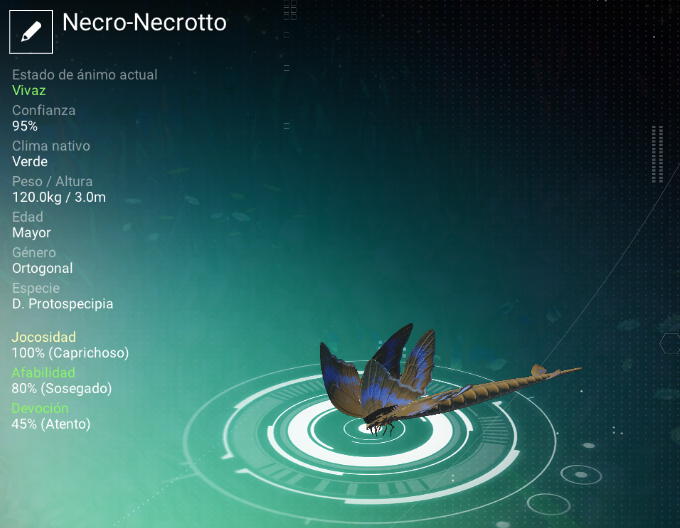 Necro-Necrotto
Estado de ánimo actual
Vivaz
Confianza
95%
Clima nativo
Verde
Peso / Altura
120.0kg / 3.0m
Edad
Mayor
Género
Ortogonal
Especie
D. Protospecipia
Jocosidad
100% (Caprichoso)
Afabilidad
80% (Sosegado)
Devoción
45% (Atento)